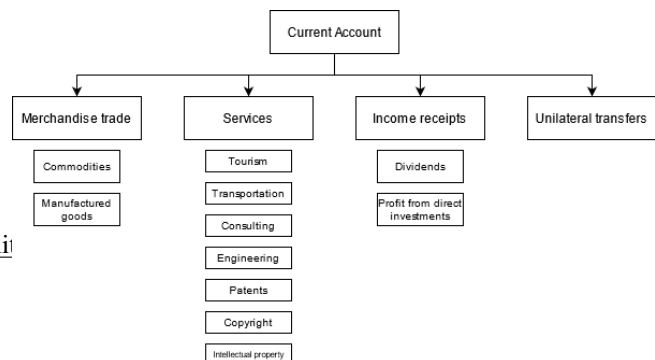 Current Account
Merchandise trade
Services
Income receipts
Unilateral transfers
Commodities
Manufactured
goods
Tourism
Transportation
Consulting
Engineering
Patents
Copyright
Intellectual property
Dividends
Profit from direct
investments